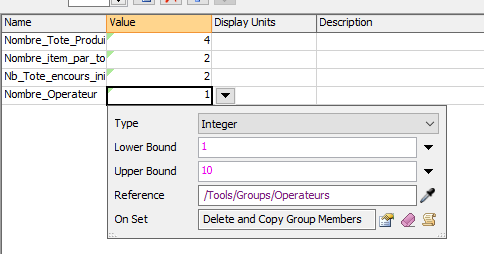 Name Value Display Units Description
Nombre_Tote_Produi 4
Nombre_item_par_to 2
Nb_Tote_encours_ini 2
Nombre_Operateur 1
Type Integer
Lower Bound 1
Upper Bound 10
Reference /Tools/Groups/Operateurs
On Set Delete and Copy Group Members